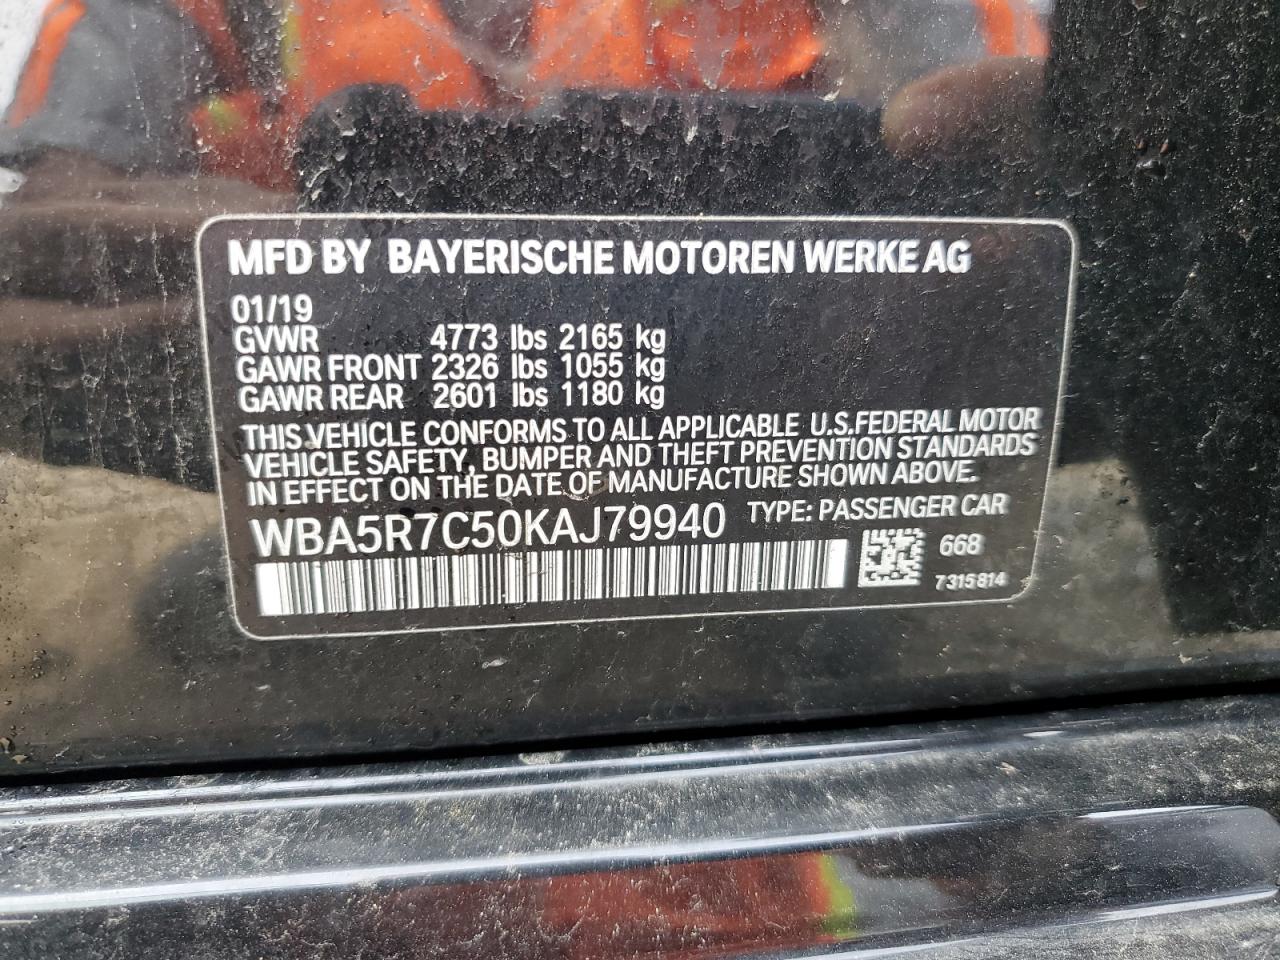 MFD BY BAYERISCHE MOTOREN WERKE AG
01/19
GVWR 4773 lbs 2165 kg
GAWR FRONT 2326 lbs 1055 kg
GAWR REAR 2601 lbs 1180 kg
THIS VEHICLE CONFORMS TO ALL APPLICABLE U.S.FEDERAL MOTOR
VEHICLE SAFETY, BUMPER AND THEFT PREVENTION STANDARDS
IN EFFECT ON THE DATE OF MANUFACTURE SHOWN ABOVE.
WBA5R7C50KAJ79940 TYPE: PASSENGER CAR
668
7315814